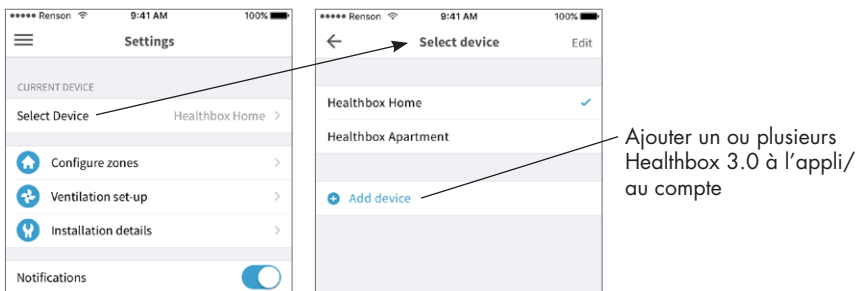 Renson 9:41 AM 100%
Settings
CURRENT DEVICE
Select Device Healthbox Home
Configure zones
Ventilation set-up
Installation details
Notifications
Renson 9:41 AM 100%
Select device Edit
Healthbox Home
Healthbox Apartment
Add device
Ajouter un ou plusieurs
Healthbox 3.0 à l’appli/
au compte